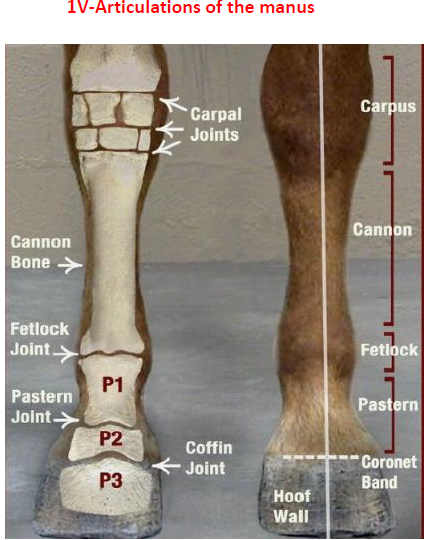 1V-Articulations of the manus
Carpal
Joints
Cannon
Bone
Fetlock
Joint
P1
Pastern
Joint
P2
Coffin
Joint
P3
Carpus
Cannon
Fetlock
Pastern
Coronet
Band
Hoof
Wall